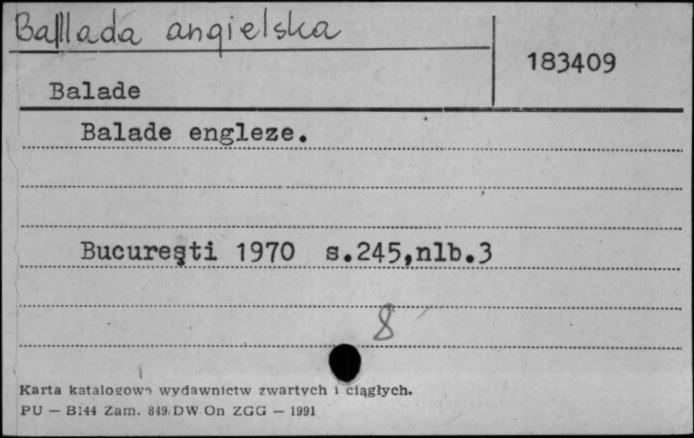 Ballada angielska
183409
Balade
Balade engleze.
Bucureşti 1970 s.245,nlb.3
8
Karta katalogowa wydawnictw zwartych i ciągłych.
PU — B144 Zam. 849/DW On ZGG — 1991